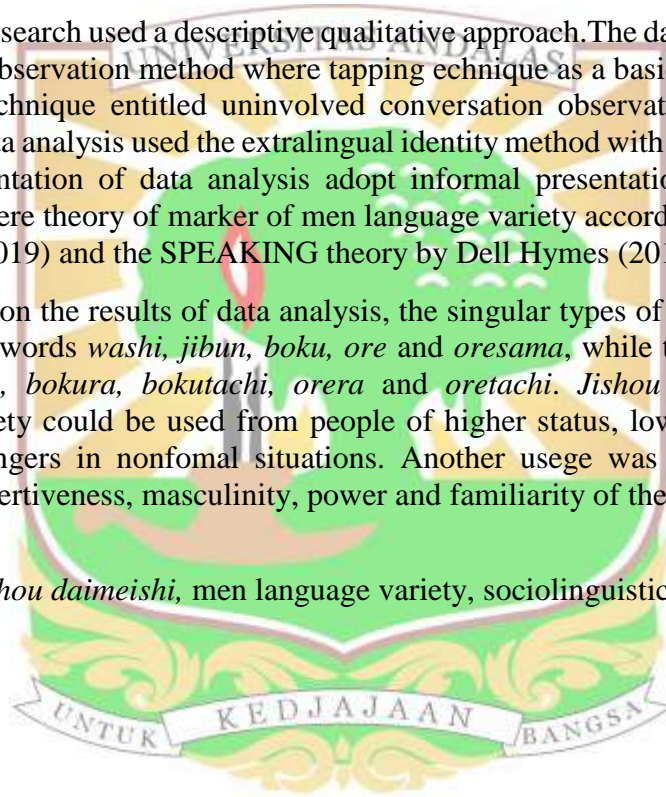 search used a descriptive qualitative approach.The da
UNIVERSITAS ANDALAS
bservation method where tapping echnique as a basi
chnique entitled uninvolved conversation observat
ta analysis used the extralingual identity method with
ntation of data analysis adopt informal presentatio
ere theory of marker of men language variety accord
019) and the SPEAKING theory by Dell Hymes (201
on the results of data analysis, the singular types of
words washi, jibun, boku, ore and oresama, while t
, bokura, bokutachi, orera and oretachi. Jishou
ety could be used from people of higher status, low
ngers in nonfomal situations. Another usege was
ertiveness, masculinity, power and familiarity of the
hou daimeishi, men language variety, sociolinguistic
UNTUK KEDJAJAAN BANGSA